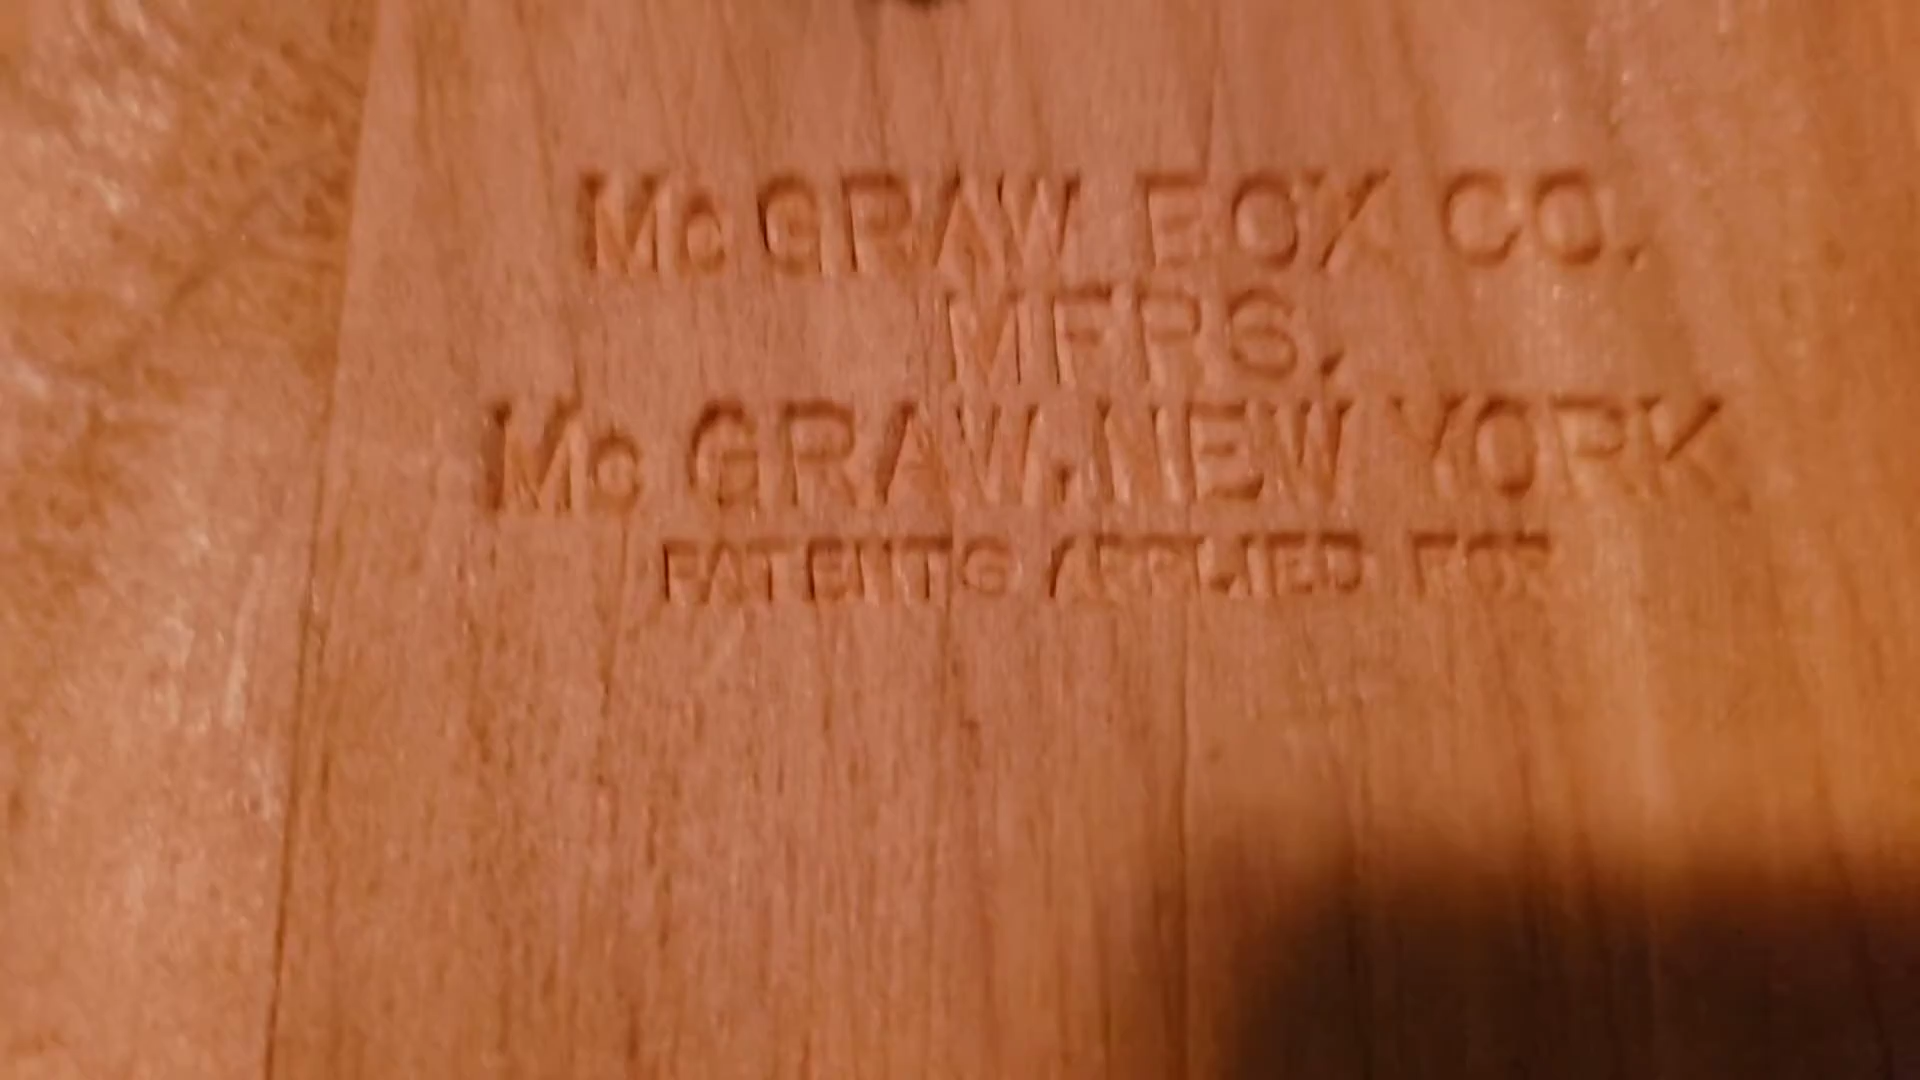 McGRAW BOX CO.
MFRS.
McGRAW, NEW YORK
PATENTS APPLIED FOR